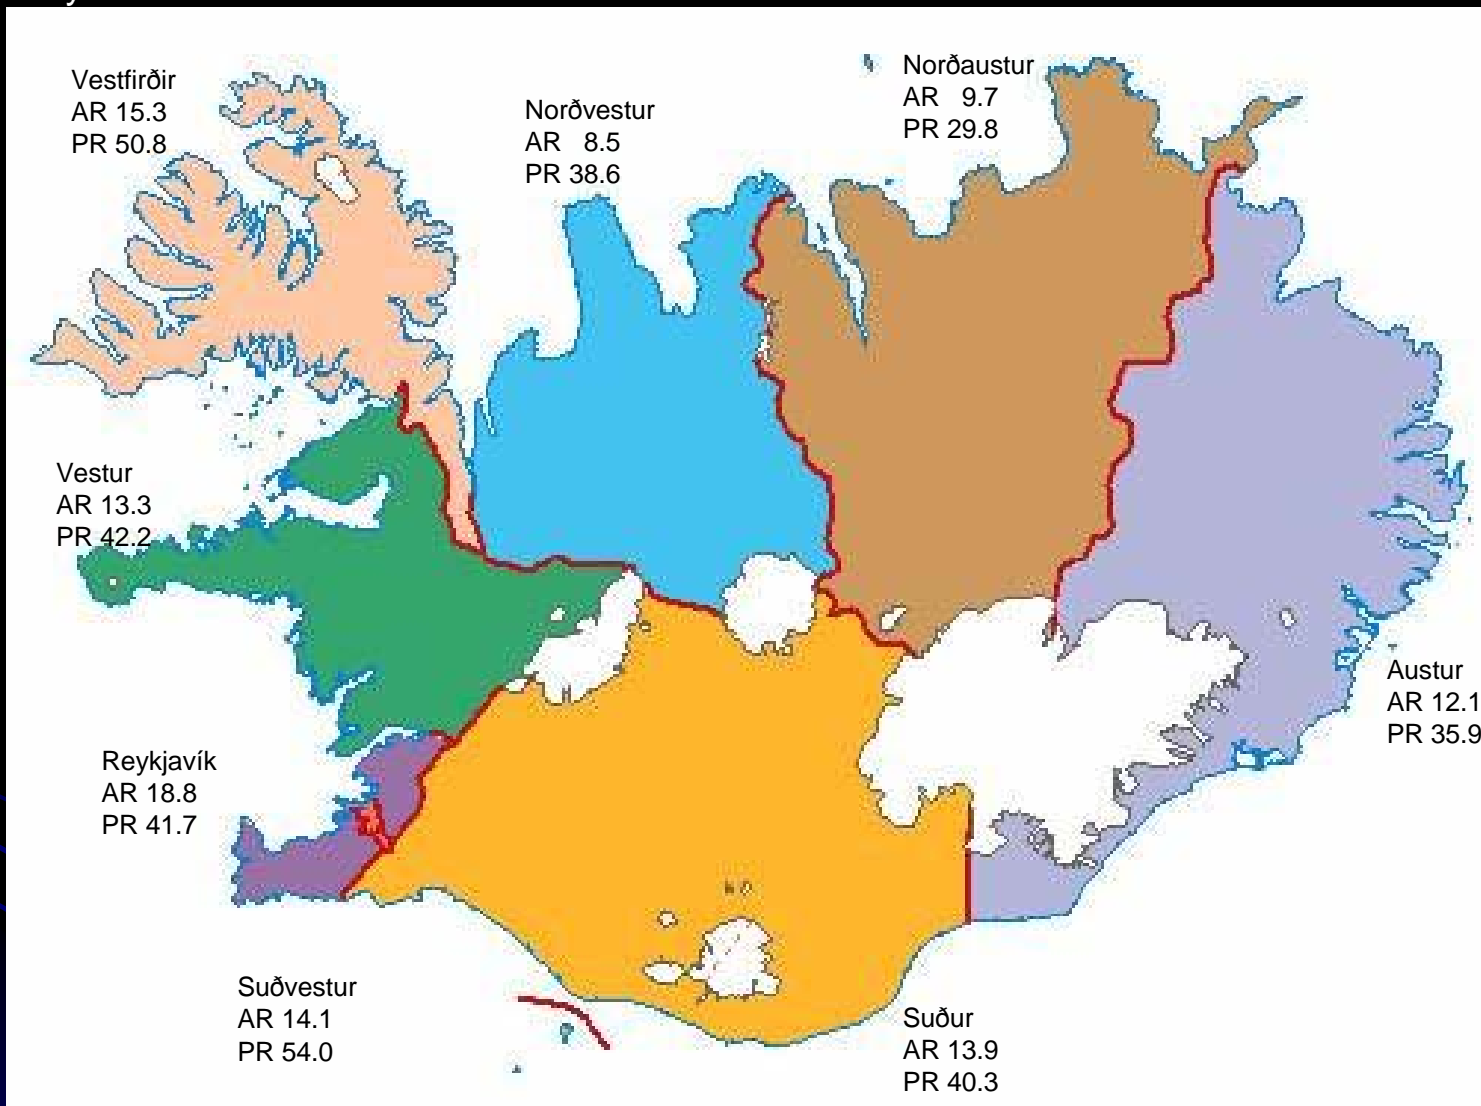 Vestfirðir
AR 15.3
PR 50.8
Norðvestur
AR 8.5
PR 38.6
Norðaustur
AR 9.7
PR 29.8
Vestur
AR 13.3
PR 42.2
Austur
AR 12.1
PR 35.9
Reykjavík
AR 18.8
PR 41.7
Suðvestur
AR 14.1
PR 54.0
Suður
AR 13.9
PR 40.3